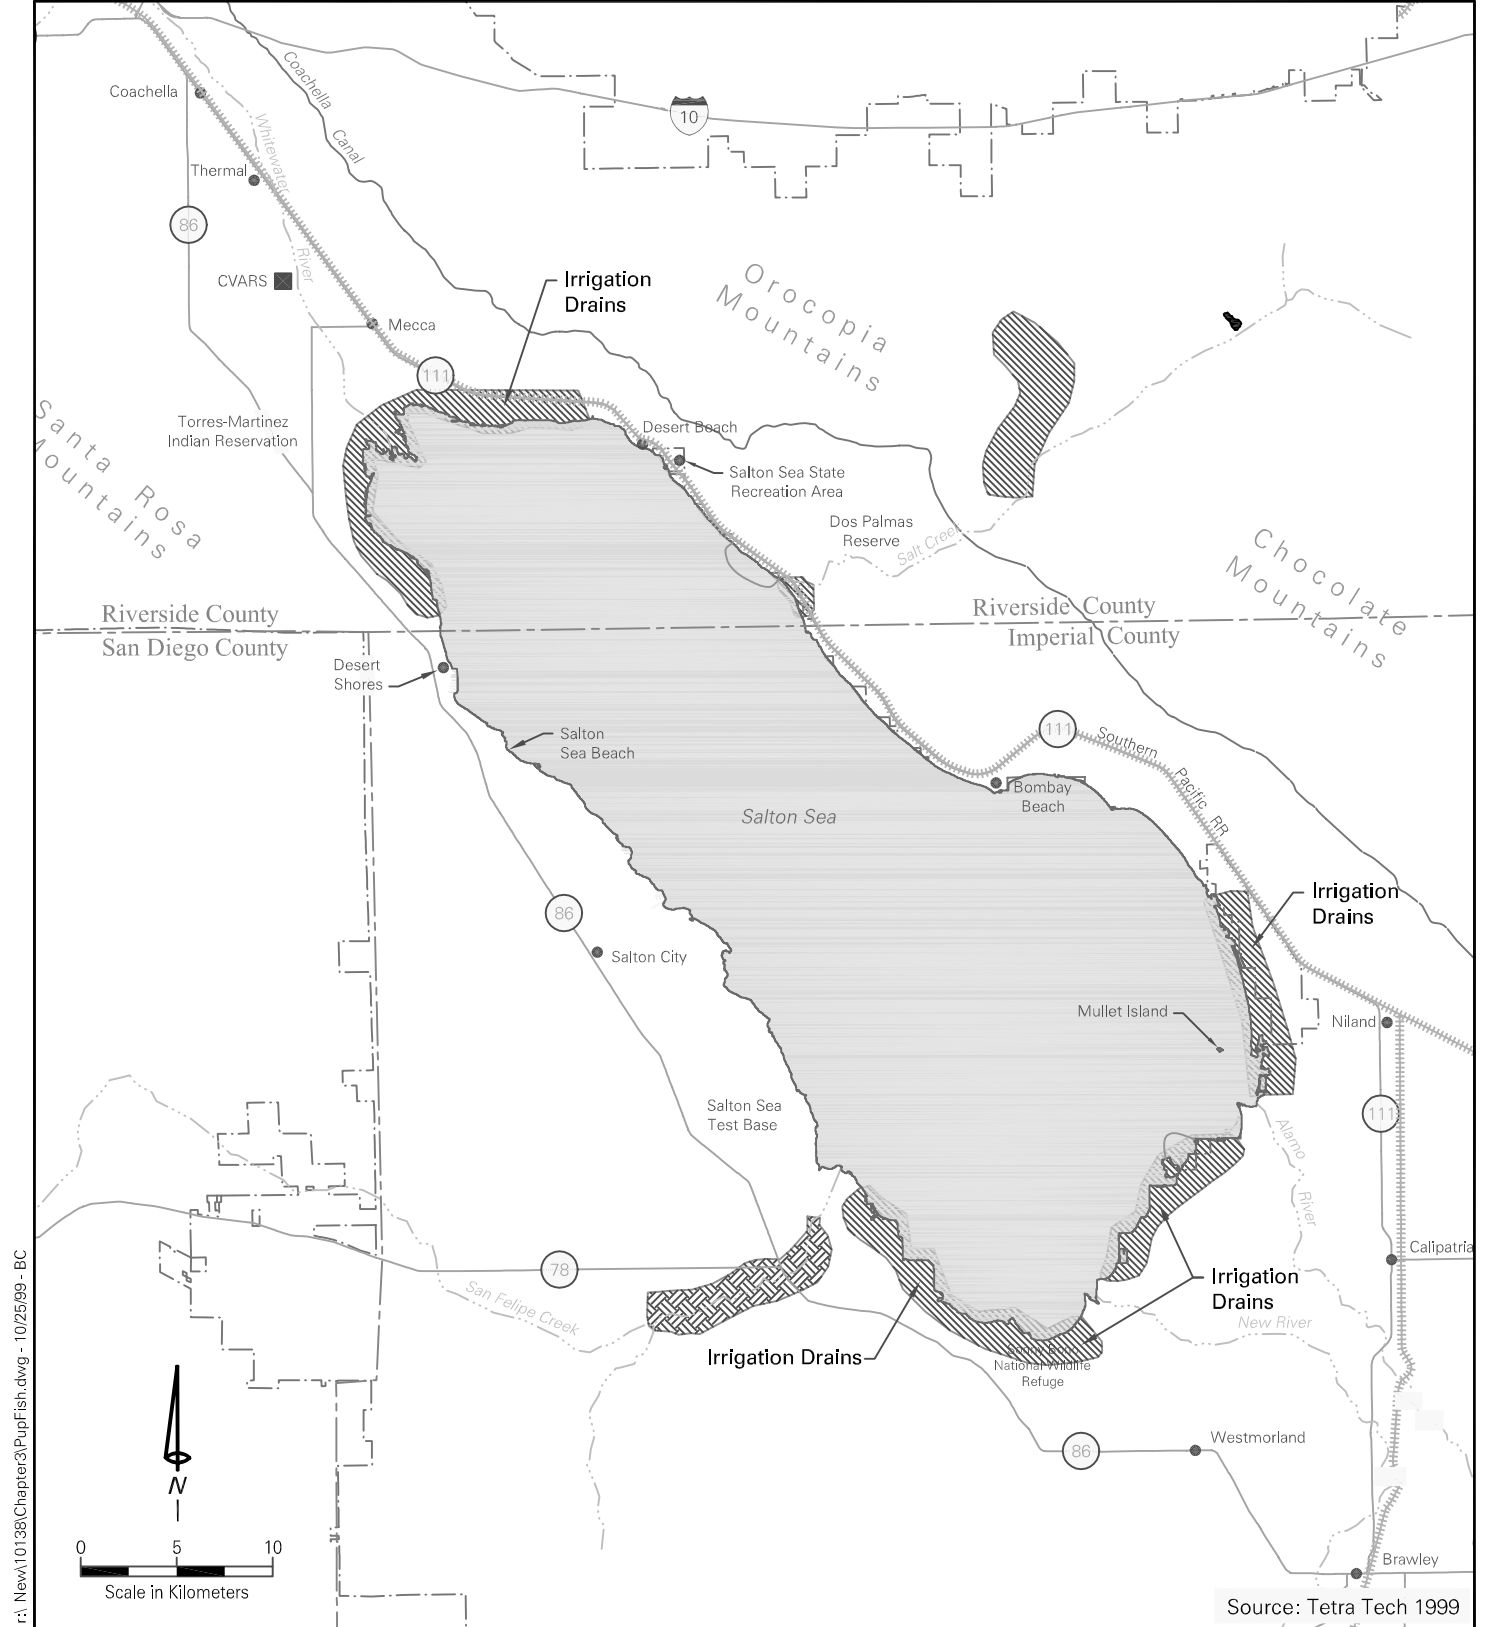 Coachella
Coachella
Canal
10
Whitewater
River
Thermal
86
CVARS
Mecca
Irrigation
Drains
Orocopia
Mountains
111
Torres-Martinez
Indian Reservation
Santa Rosa
Mountains
Desert Beach
Salton Sea State
Recreation Area
Dos Palmas
Reserve
Salt Creek
Chocolate
Mountains
Riverside County
San Diego County
Riverside County
Imperial County
Desert
Shores
Salton
Sea Beach
111
Southern
Pacific RR
Bombay
Beach
Salton Sea
Irrigation
Drains
86
Salton City
Mullet Island
Niland
Salton Sea
Test Base
111
Alamo
River
Calipatria
78
San Felipe Creek
Irrigation
Drains
New River
Irrigation Drains
Sonny Bono
National Wildlife
Refuge
86
Westmorland
Brawley
N
0 5 10
Scale in Kilometers
Source: Tetra Tech 1999
r:\ New\10138\Chapter3\PupFish.dwg - 10/25/99 - BC